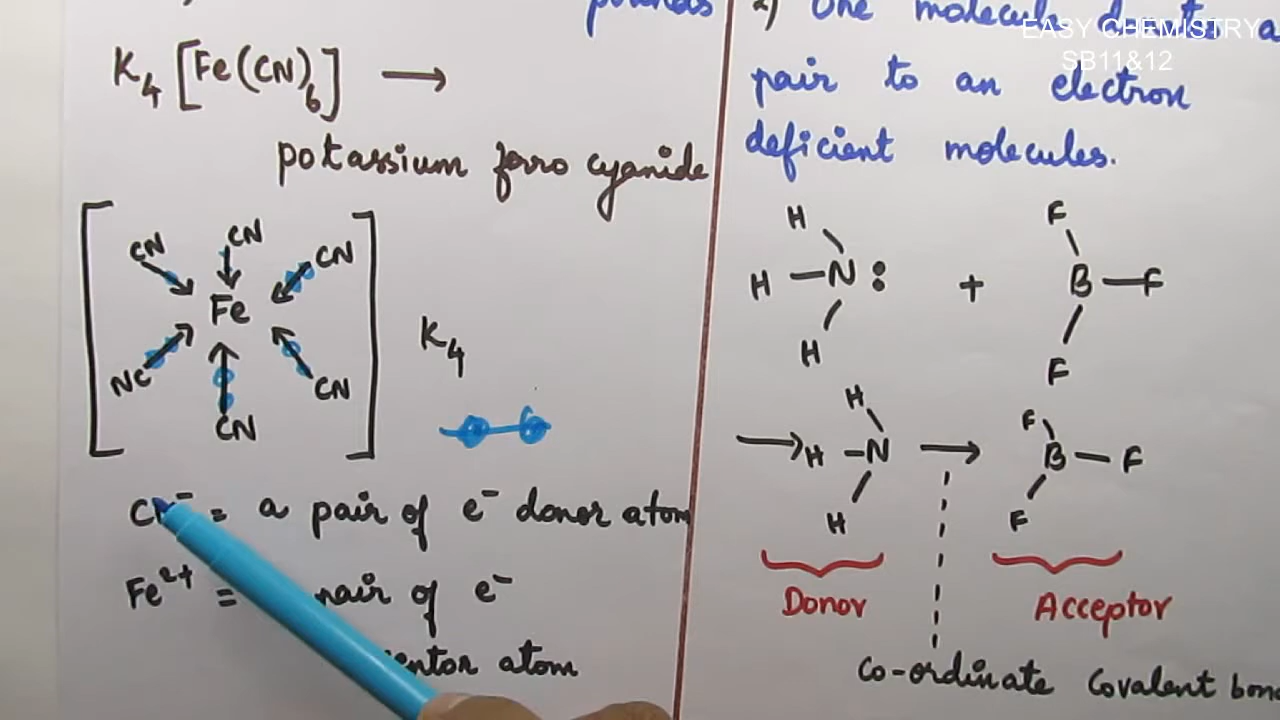 K₄[Fe(CN)₆] →
potassium ferro cyanide
CN CN CN
Fe
NC CN CN
K₄
= a pair of e⁻ donor atom
Fe²⁺ = pair of e⁻
atom
2) One molecule a
pair to an electron
deficient molecules.
H F
H — N : + B — F
H F
H F
→ H — N → B — F
H F
Donor Acceptor
Co-ordinate Covalent
EASY CHEMISTRY
SB11&12